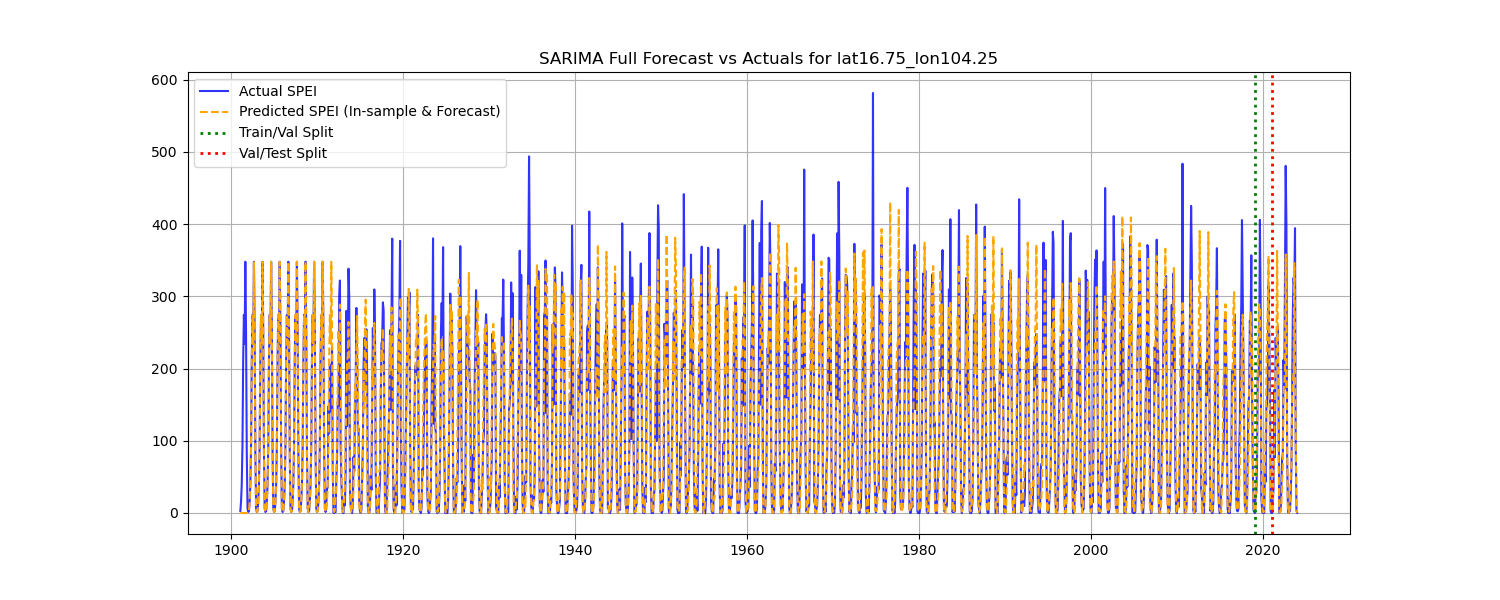 SARIMA Full Forecast vs Actuals for lat16.75_lon104.25
Actual SPEI
Predicted SPEI (In-sample & Forecast)
Train/Val Split
Val/Test Split
600
500
400
300
200
100
0
1900 1920 1940 1960 1980 2000 2020